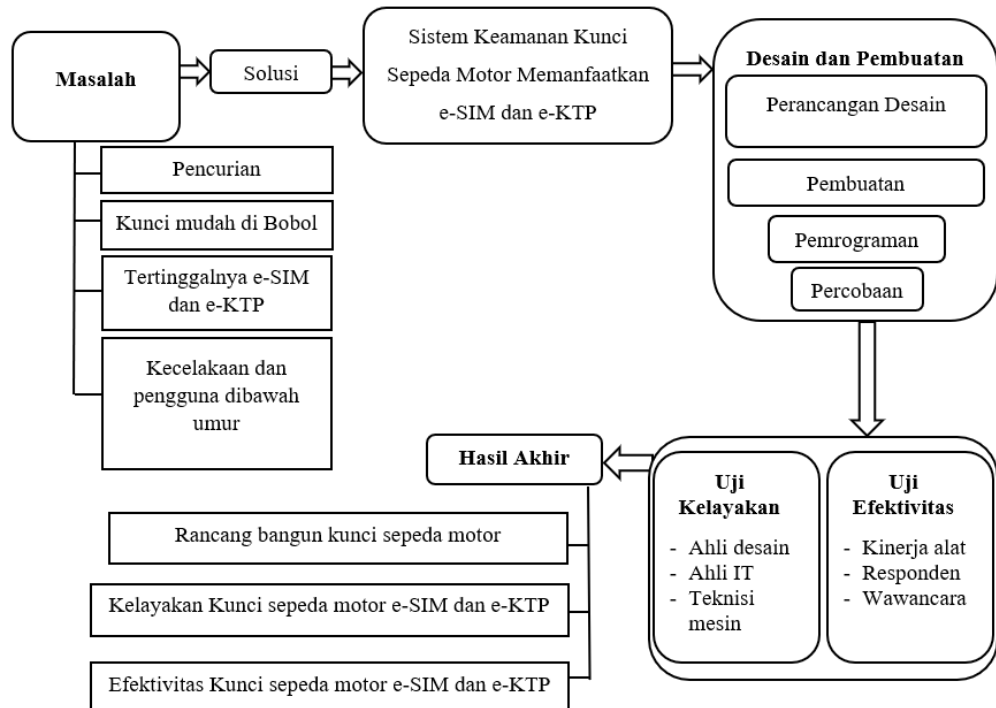 Masalah
Solusi
Sistem Keamanan Kunci
Sepeda Motor Memanfaatkan
e-SIM dan e-KTP
Desain dan Pembuatan
Perancangan Desain
Pembuatan
Pemrograman
Percobaan
Pencurian
Kunci mudah di Bobol
Tertinggalnya e-SIM
dan e-KTP
Kecelakaan dan
pengguna dibawah
umur
Uji
Kelayakan
- Ahli desain
- Ahli IT
- Teknisi
mesin
Uji
Efektivitas
- Kinerja alat
- Responden
- Wawancara
Hasil Akhir
Rancang bangun kunci sepeda motor
Kelayakan Kunci sepeda motor e-SIM dan e-KTP
Efektivitas Kunci sepeda motor e-SIM dan e-KTP